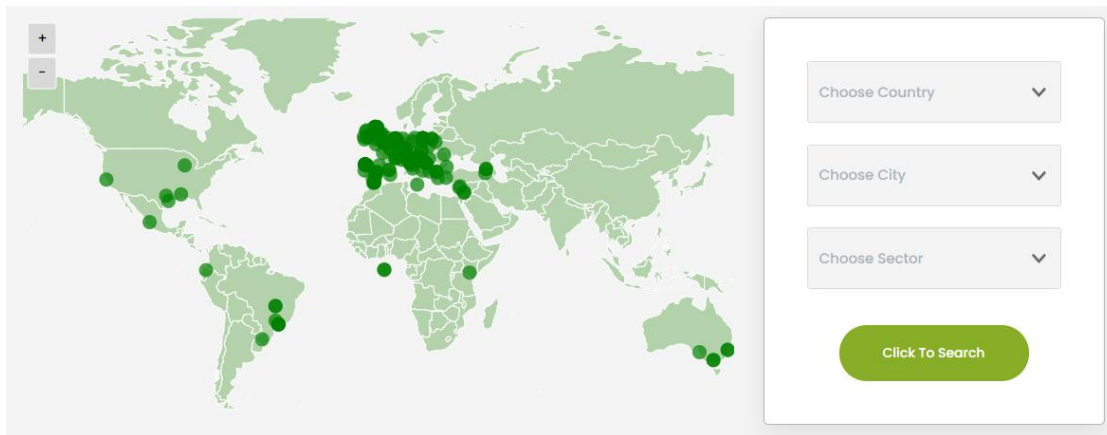 +
-
Choose Country
Choose City
Choose Sector
Click To Search